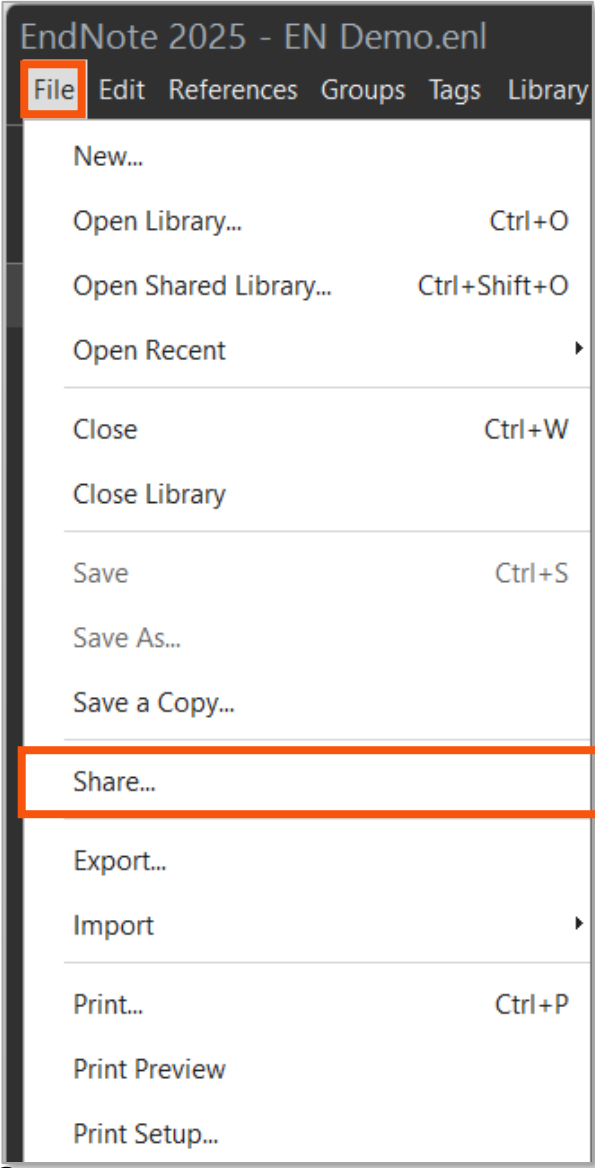 EndNote 2025 - EN Demo.enl
File Edit References Groups Tags Library
New...
Open Library... Ctrl+O
Open Shared Library... Ctrl+Shift+O
Open Recent
Close Ctrl+W
Close Library
Save Ctrl+S
Save As...
Save a Copy...
Share...
Export...
Import
Print... Ctrl+P
Print Preview
Print Setup...